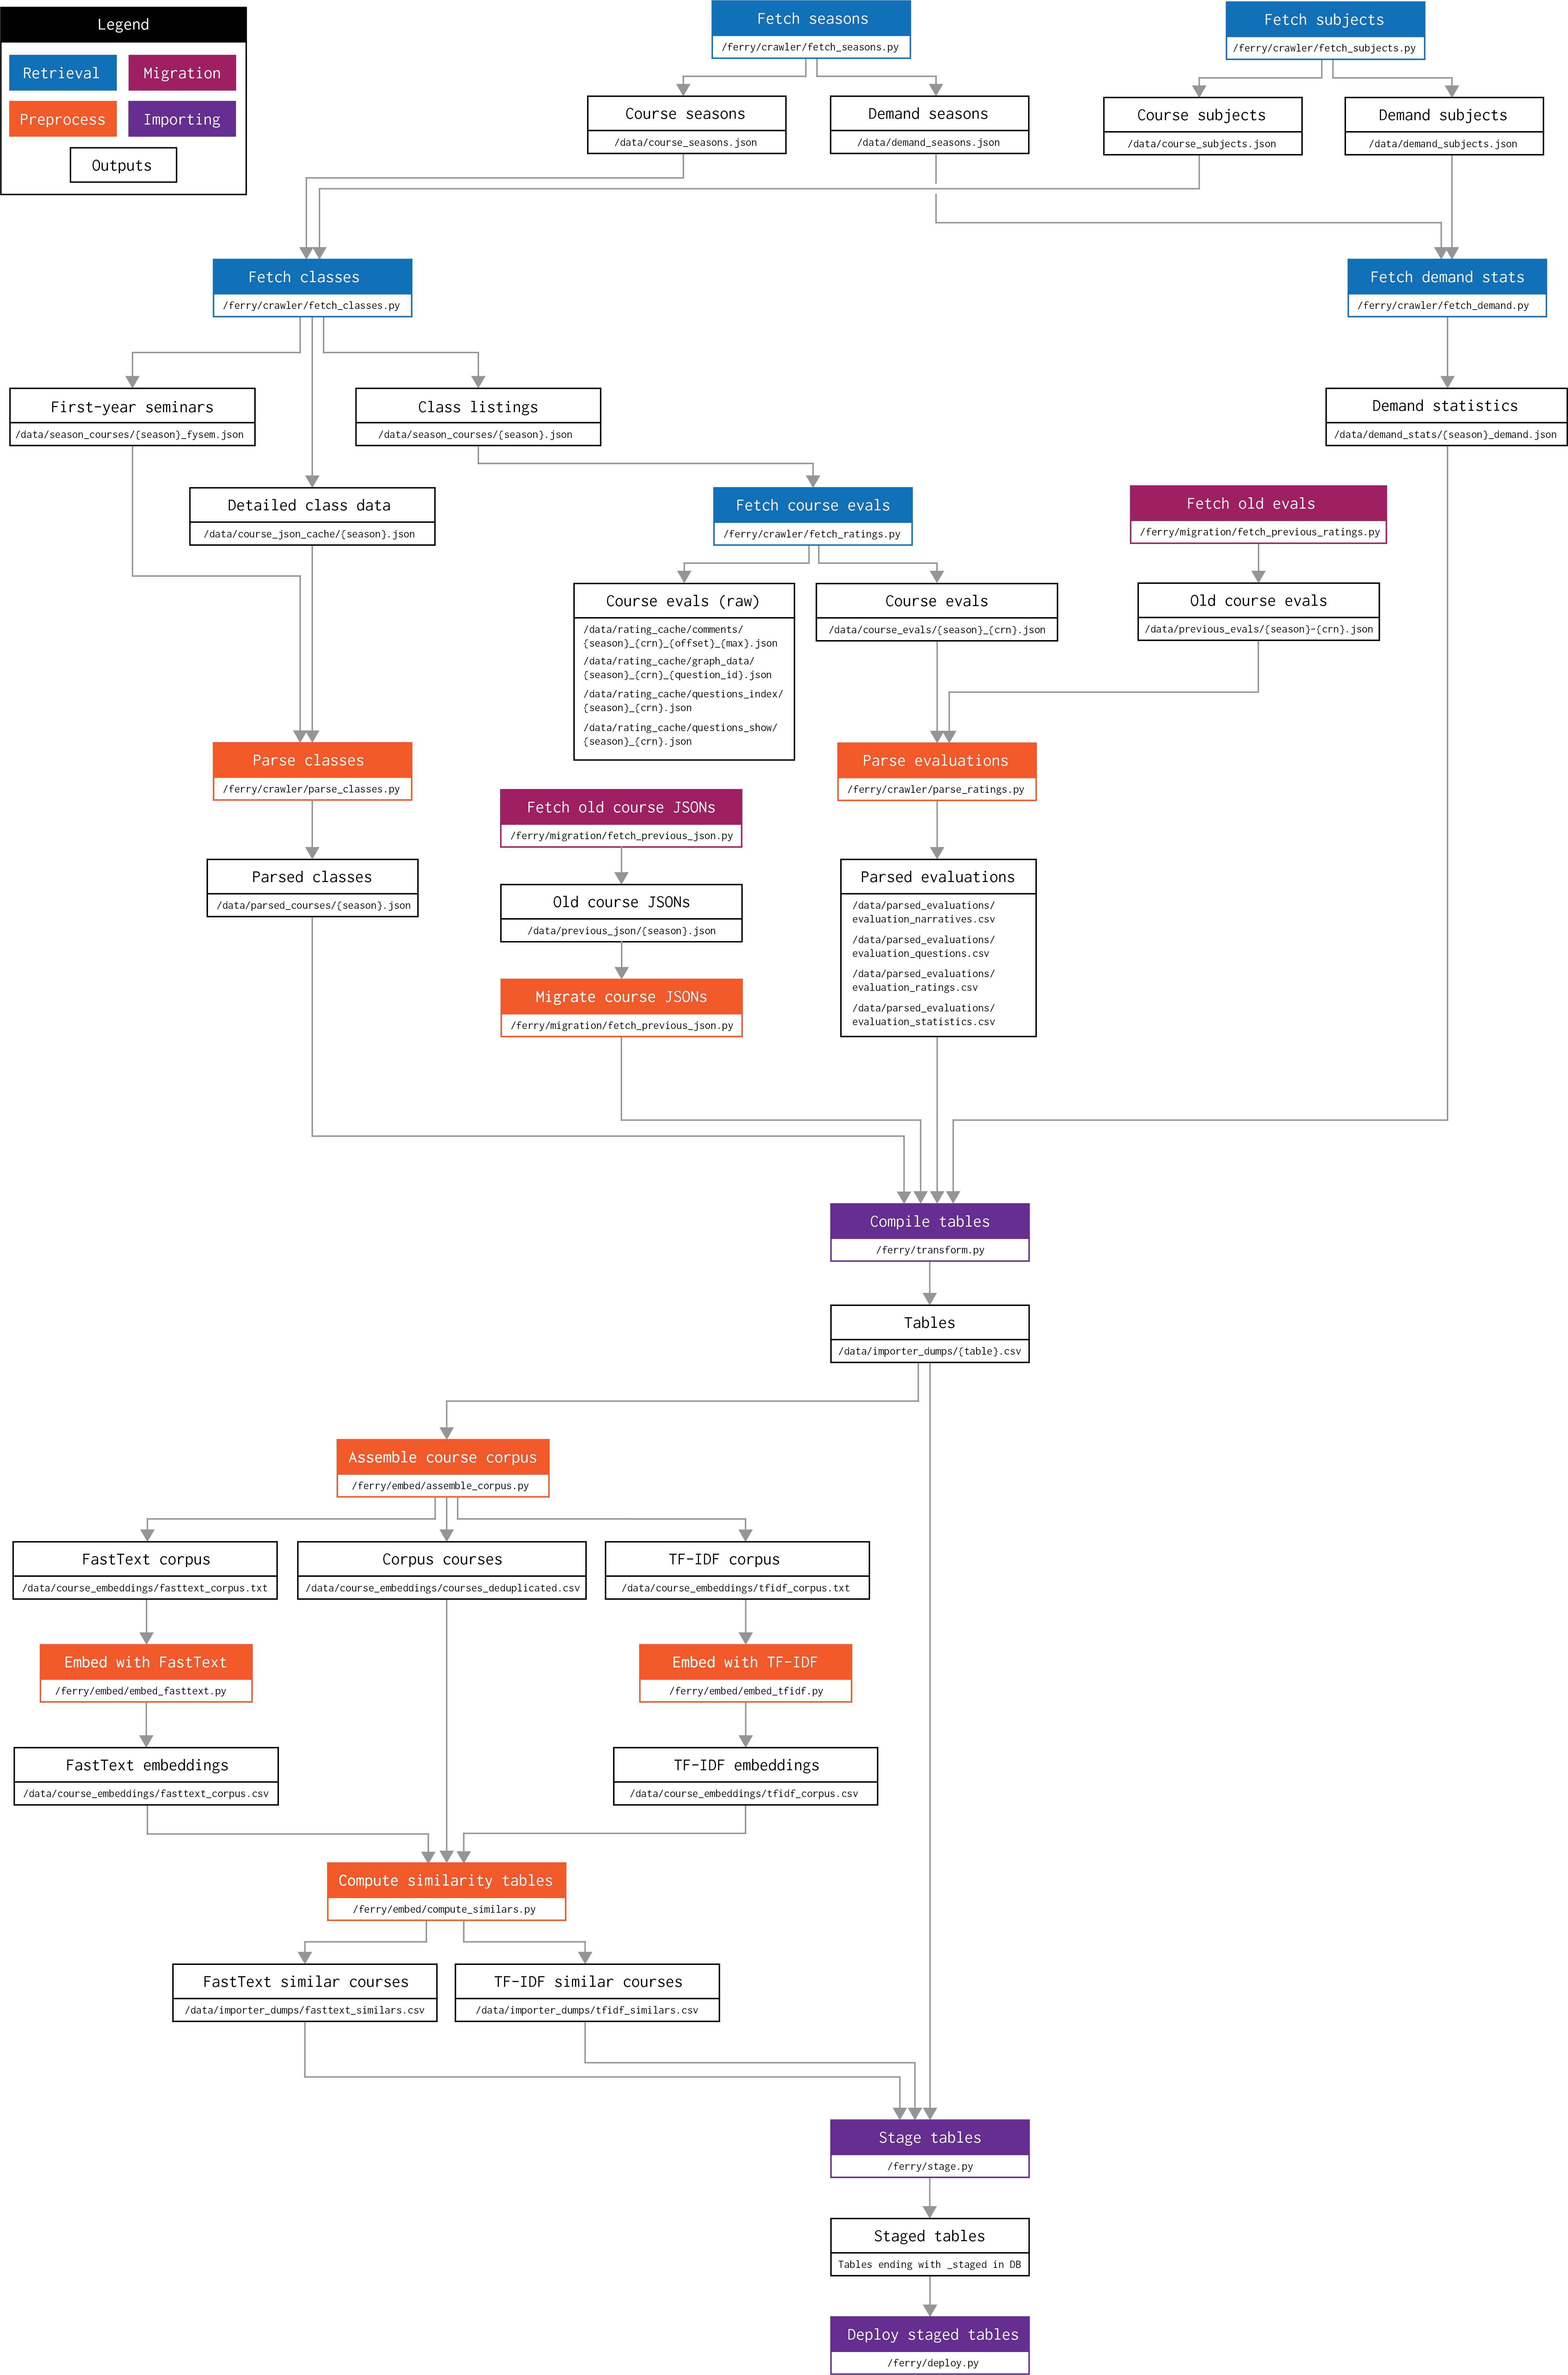 Legend
Retrieval
Migration
Preprocess
Importing
Outputs
Fetch seasons
/ferry/crawler/fetch_seasons.py
Fetch subjects
/ferry/crawler/fetch_subjects.py
Course seasons
/data/course_seasons.json
Demand seasons
/data/demand_seasons.json
Course subjects
/data/course_subjects.json
Demand subjects
/data/demand_subjects.json
Fetch classes
/ferry/crawler/fetch_classes.py
Fetch demand stats
/ferry/crawler/fetch_demand.py
First-year seminars
/data/season_courses/{season}_fysem.json
Class listings
/data/season_courses/{season}.json
Demand statistics
/data/demand_stats/{season}_demand.json
Detailed class data
/data/course_json_cache/{season}.json
Fetch course evals
/ferry/crawler/fetch_ratings.py
Fetch old evals
/ferry/migration/fetch_previous_ratings.py
Course evals (raw)
/data/rating_cache/comments/
{season}_{crn}_{offset}_{max}.json
/data/rating_cache/graph_data/
{season}_{crn}_{question_id}.json
/data/rating_cache/questions_index/
{season}_{crn}.json
/data/rating_cache/questions_show/
{season}_{crn}.json
Course evals
/data/course_evals/{season}_{crn}.json
Old course evals
/data/previous_evals/{season}-{crn}.json
Parse classes
/ferry/crawler/parse_classes.py
Parse evaluations
/ferry/crawler/parse_ratings.py
Fetch old course JSONs
/ferry/migration/fetch_previous_json.py
Parsed classes
/data/parsed_courses/{season}.json
Old course JSONs
/data/previous_json/{season}.json
Parsed evaluations
/data/parsed_evaluations/
evaluation_narratives.csv
/data/parsed_evaluations/
evaluation_questions.csv
/data/parsed_evaluations/
evaluation_ratings.csv
/data/parsed_evaluations/
evaluation_statistics.csv
Migrate course JSONs
/ferry/migration/fetch_previous_json.py
Compile tables
/ferry/transform.py
Tables
/data/importer_dumps/{table}.csv
Assemble course corpus
/ferry/embed/assemble_corpus.py
FastText corpus
/data/course_embeddings/fasttext_corpus.txt
Corpus courses
/data/course_embeddings/courses_deduplicated.csv
TF-IDF corpus
/data/course_embeddings/tfidf_corpus.txt
Embed with FastText
/ferry/embed/embed_fasttext.py
Embed with TF-IDF
/ferry/embed/embed_tfidf.py
FastText embeddings
/data/course_embeddings/fasttext_corpus.csv
TF-IDF embeddings
/data/course_embeddings/tfidf_corpus.csv
Compute similarity tables
/ferry/embed/compute_similars.py
FastText similar courses
/data/importer_dumps/fasttext_similars.csv
TF-IDF similar courses
/data/importer_dumps/tfidf_similars.csv
Stage tables
/ferry/stage.py
Staged tables
Tables ending with _staged in DB
Deploy staged tables
/ferry/deploy.py